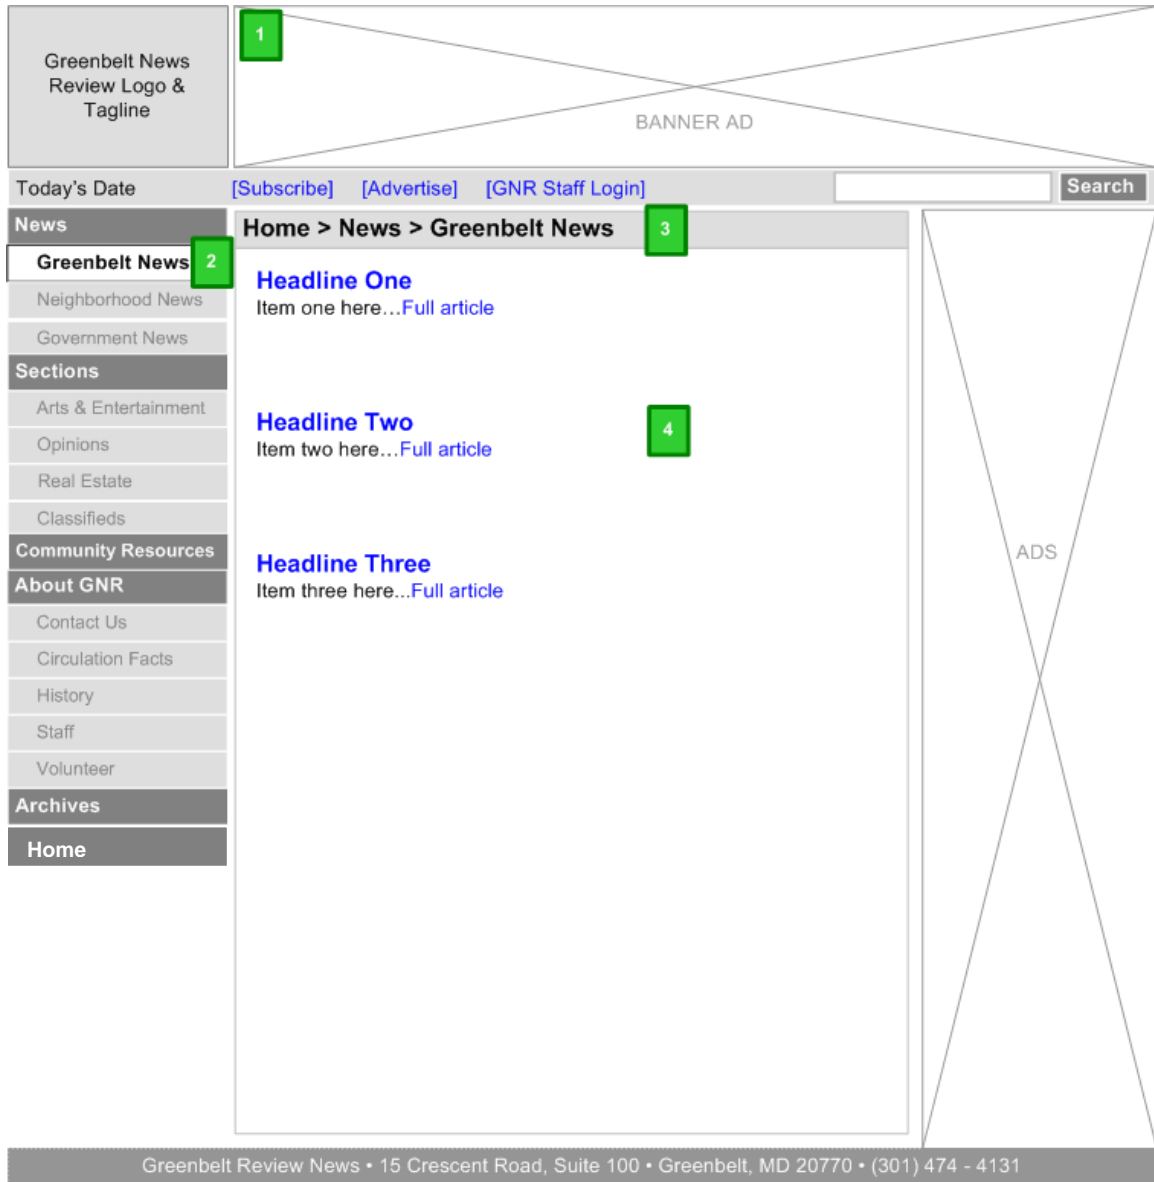 Greenbelt News
Review Logo &
Tagline
1
BANNER AD
Today's Date
[Subscribe]
[Advertise]
[GNR Staff Login]
Search
News
Greenbelt News
2
Neighborhood News
Government News
Sections
Arts & Entertainment
Opinions
Real Estate
Classifieds
Community Resources
About GNR
Contact Us
Circulation Facts
History
Staff
Volunteer
Archives
Home
Home > News > Greenbelt News
3
Headline One
Item one here…Full article
Headline Two
4
Item two here…Full article
Headline Three
Item three here...Full article
ADS
Greenbelt Review News • 15 Crescent Road, Suite 100 • Greenbelt, MD 20770 • (301) 474 - 4131